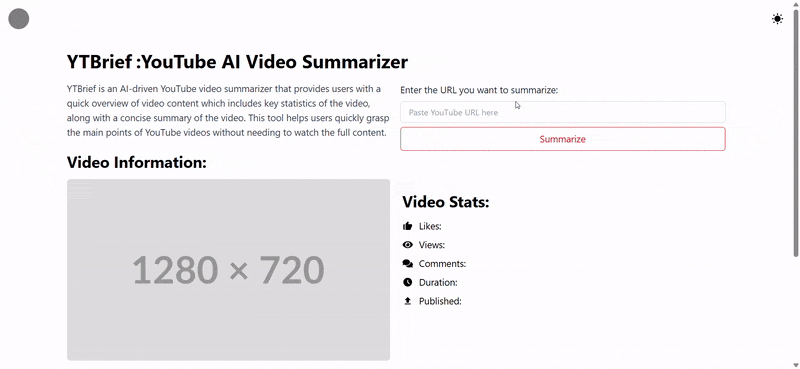 YTBrief :YouTube AI Video Summarizer
YTBrief is an AI-driven YouTube video summarizer that provides users with a
quick overview of video content which includes key statistics of the video,
along with a concise summary of the video. This tool helps users quickly grasp
the main points of YouTube videos without needing to watch the full content.
Enter the URL you want to summarize:
Paste YouTube URL here
Summarize
Video Information:
1280 × 720
Video Stats:
Likes:
Views:
Comments:
Duration:
Published: